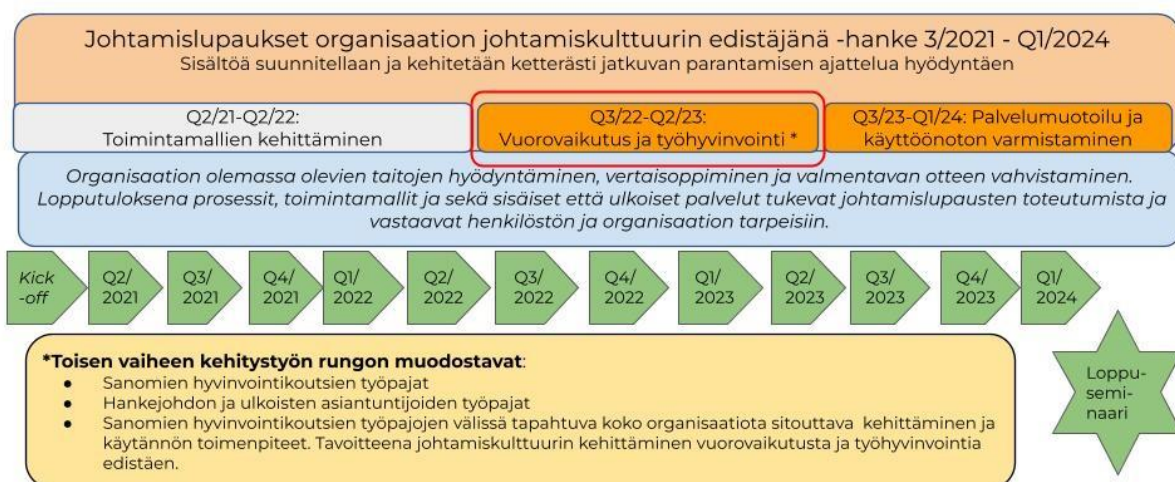 Johtamislupaukset organisaation johtamiskulttuurin edistäjänä -hanke 3/2021 - Q1/2024
Sisältöä suunnitellaan ja kehitetään ketterästi jatkuvan parantamisen ajattelua hyödyntäen
Q2/21-Q2/22:
Toimintamallien kehittäminen
Q3/22-Q2/23:
Vuorovaikutus ja työhyvinvointi *
Q3/23-Q1/24: Palvelumuotoilu ja
käyttöönoton varmistaminen
Organisaation olemassa olevien taitojen hyödyntäminen, vertaisoppiminen ja valmentavan otteen vahvistaminen.
Lopputuloksena prosessit, toimintamallit ja sekä sisäiset että ulkoiset palvelut tukevat johtamislupausten toteutumista ja
vastaavat henkilöstön ja organisaation tarpeisiin.
Kick
-off
Q2/
2021
Q3/
2021
Q4/
2021
Q1/
2022
Q2/
2022
Q3/
2022
Q4/
2022
Q1/
2023
Q2/
2023
Q3/
2023
Q4/
2023
Q1/
2024
*Toisen vaiheen kehitystyön rungon muodostavat:
● Sanomien hyvinvointikoutsien työpajat
● Hankejohdon ja ulkoisten asiantuntijoiden työpajat
● Sanomien hyvinvointikoutsien työpajojen välissä tapahtuva koko organisaatiota sitouttava kehittäminen ja
käytännön toimenpiteet. Tavoitteena johtamiskulttuurin kehittäminen vuorovaikutusta ja työhyvinvointia
edistäen.
Loppu-
semi-
naari